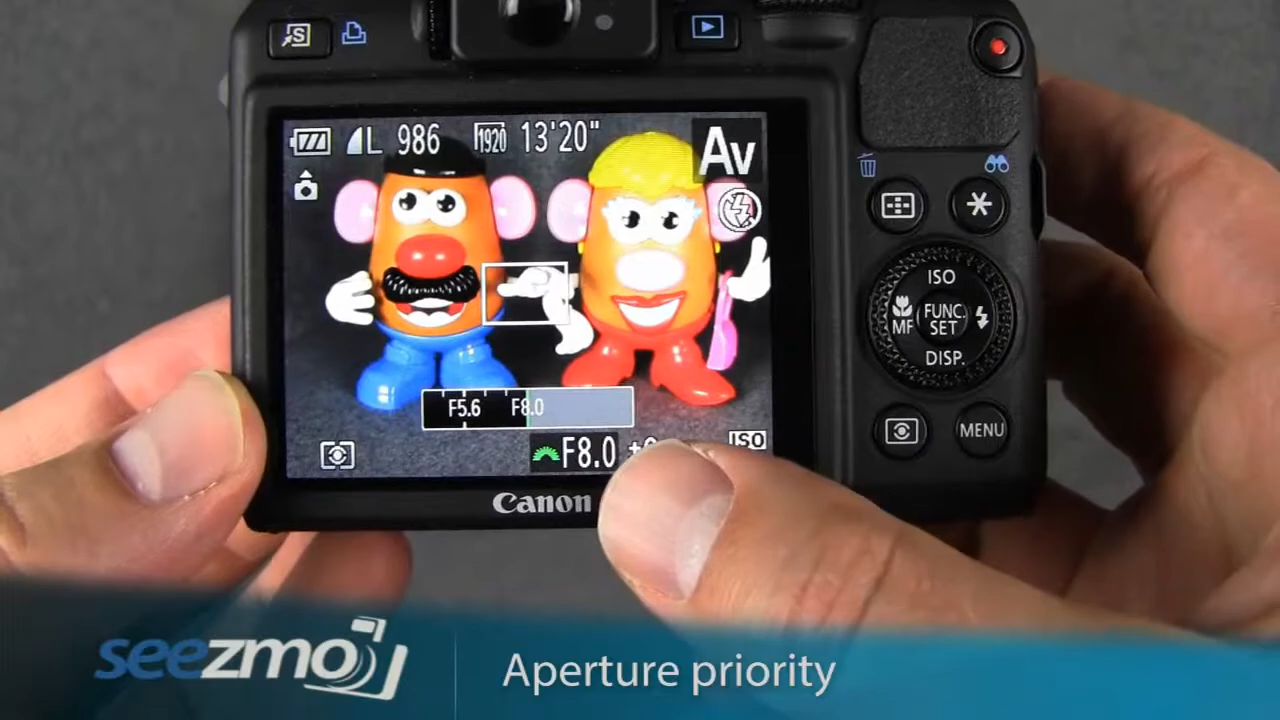 S
L 986 1920 13'20"
Av
F5.6 F8.0
F8.0
ISO
Canon
ISO
MF
FUNC.
SET
DISP.
MENU
seezmo
Aperture priority